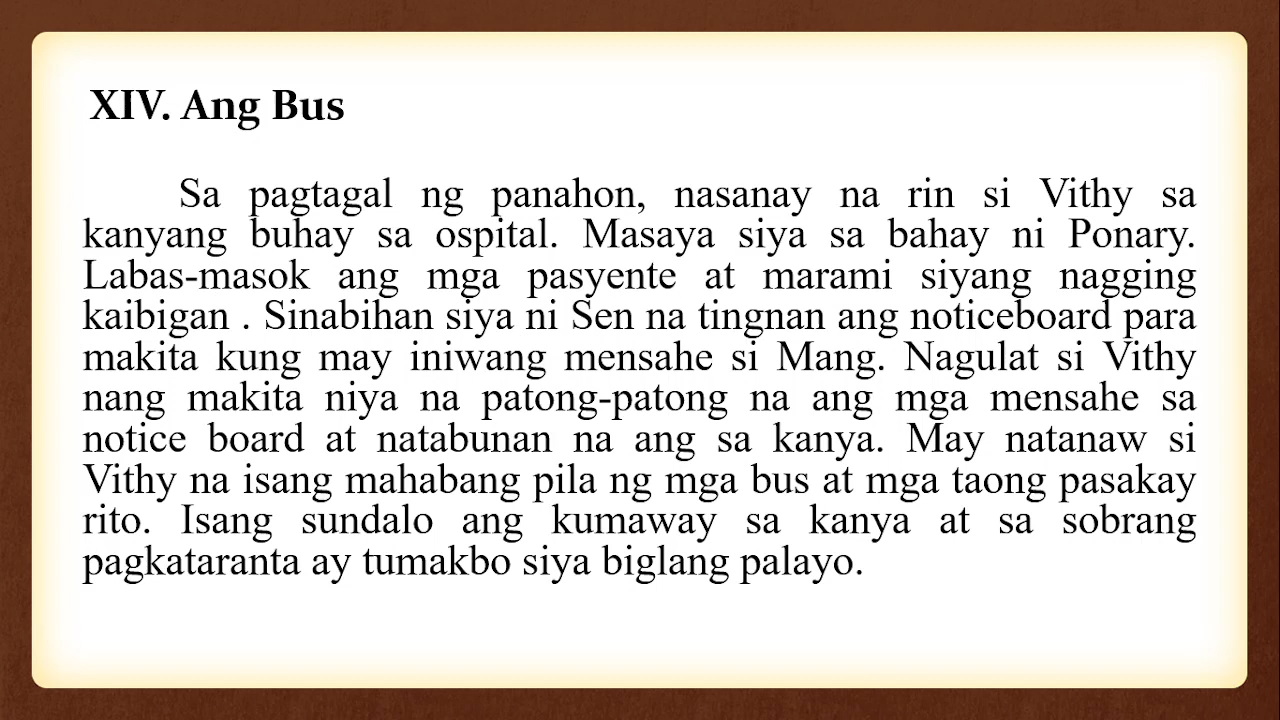 XIV. Ang Bus
Sa pagtagal ng panahon, nasanay na rin si Vithy sa
kanyang buhay sa ospital. Masaya siya sa bahay ni Ponary.
Labas-masok ang mga pasyente at marami siyang nagging
kaibigan . Sinabihan siya ni Sen na tingnan ang noticeboard para
makita kung may iniwang mensahe si Mang. Nagulat si Vithy
nang makita niya na patong-patong na ang mga mensahe sa
notice board at natabunan na ang sa kanya. May natanaw si
Vithy na isang mahabang pila ng mga bus at mga taong pasakay
rito. Isang sundalo ang kumaway sa kanya at sa sobrang
pagkataranta ay tumakbo siya biglang palayo.